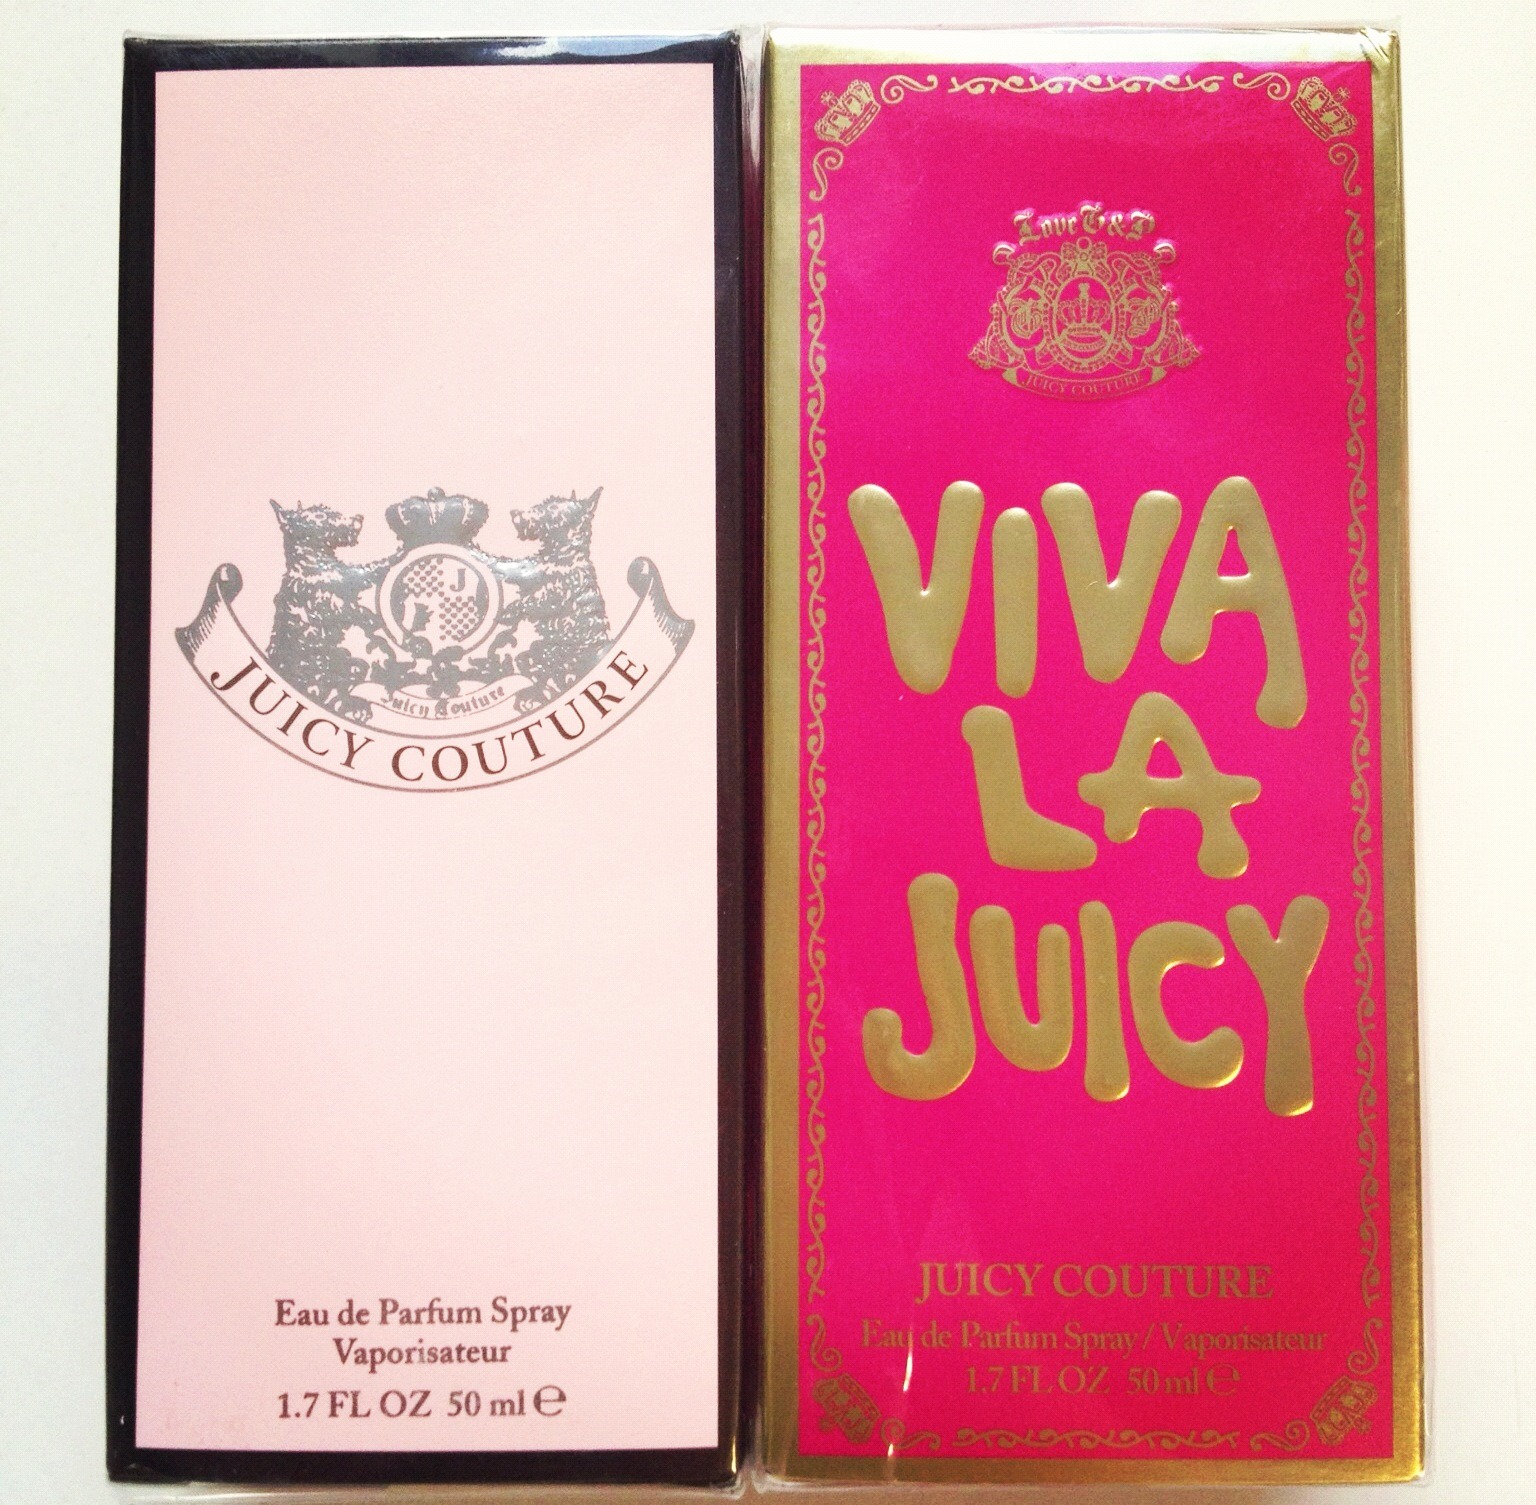 J
Juicy Couture
JUICY COUTURE
Eau de Parfum Spray
Vaporisateur
1.7 FL OZ 50 ml ℮
Love G&P
JUICY COUTURE
VIVA
LA
JUICY
JUICY COUTURE
Eau de Parfum Spray / Vaporisateur
1.7 FL OZ 50 ml ℮